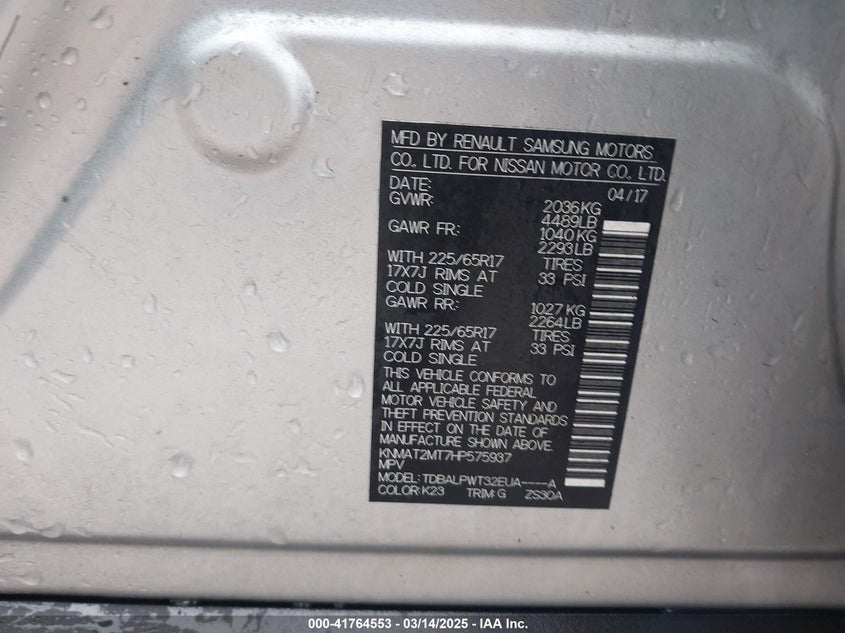 MFD BY RENAULT SAMSUNG MOTORS
CO., LTD. FOR NISSAN MOTOR CO., LTD.
DATE: 04/17
GVWR: 2036KG
4489LB
GAWR FR: 1040KG
2293LB
WITH 225/65R17 TIRES
17X7J RIMS AT 33 PSI
COLD SINGLE
GAWR RR: 1027KG
2264LB
WITH 225/65R17 TIRES
17X7J RIMS AT 33 PSI
COLD SINGLE
THIS VEHICLE CONFORMS TO
ALL APPLICABLE FEDERAL
MOTOR VEHICLE SAFETY AND
THEFT PREVENTION STANDARDS
IN EFFECT ON THE DATE OF
MANUFACTURE SHOWN ABOVE.
KNMAT2MT7HP575937
MPV
MODEL: TDBALPWT32EUA----A
COLOR:K23 TRIM:G ZS30A
000-41764553 / 03/14/2025 - IAA Inc.